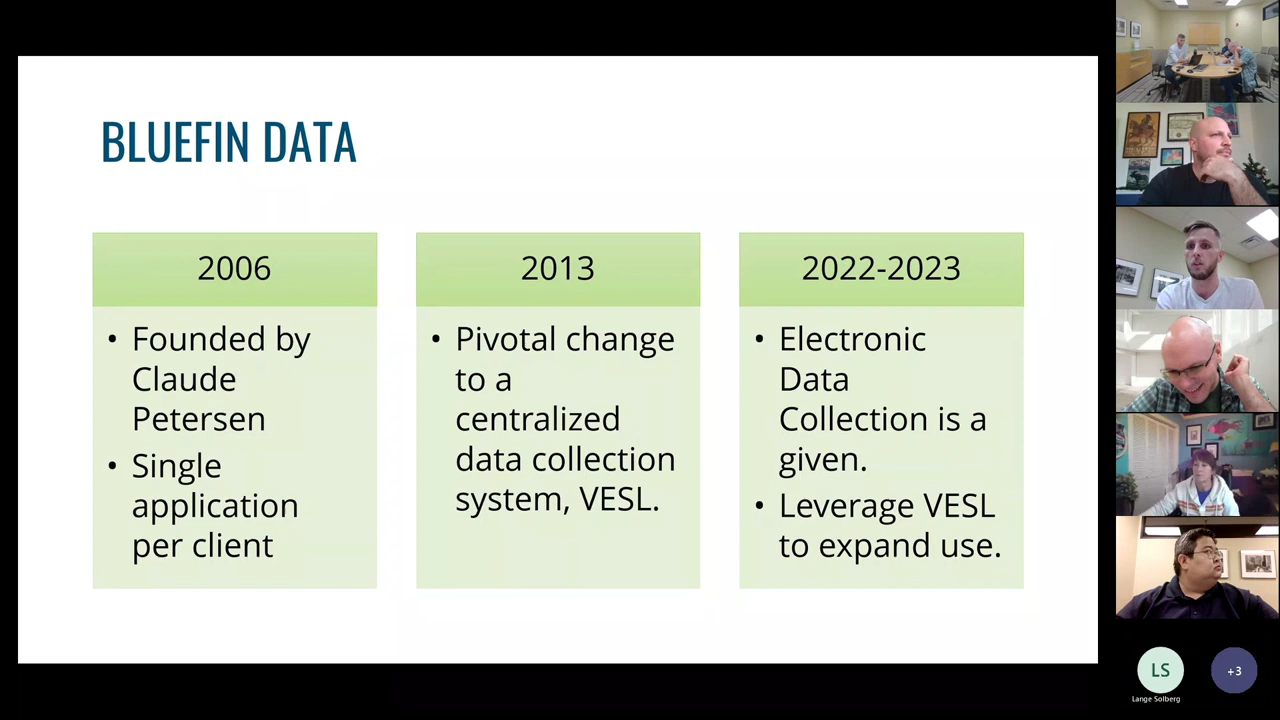 BLUEFIN DATA
2006
• Founded by
Claude
Petersen
• Single
application
per client
2013
• Pivotal change
to a
centralized
data collection
system, VESL.
2022-2023
• Electronic
Data
Collection is a
given.
• Leverage VESL
to expand use.
LS
Lange Solberg
+3